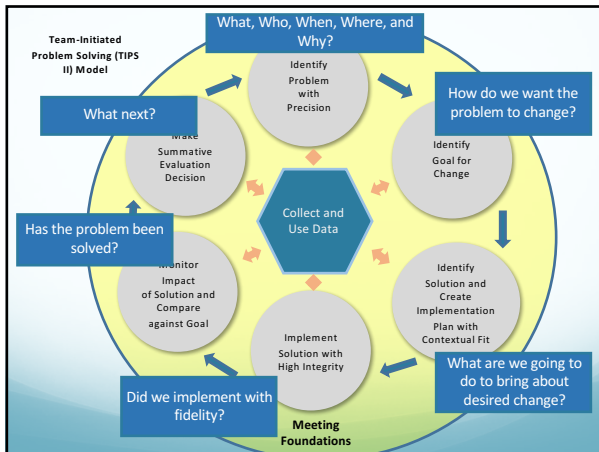 Team-Initiated
Problem Solving (TIPS
II) Model
What, Who, When, Where, and
Why?
Identify
Problem
with
Precision
How do we want the
problem to change?
Identify
Goal for
Change
Identify
Solution and
Create
Implementation
Plan with
Contextual Fit
What are we going to
do to bring about
desired change?
Implement
Solution with
High Integrity
Did we implement with
fidelity?
Monitor
Impact
of Solution and
Compare
against Goal
Has the problem been
solved?
Make
Summative
Evaluation
Decision
What next?
Collect and
Use Data
Meeting
Foundations